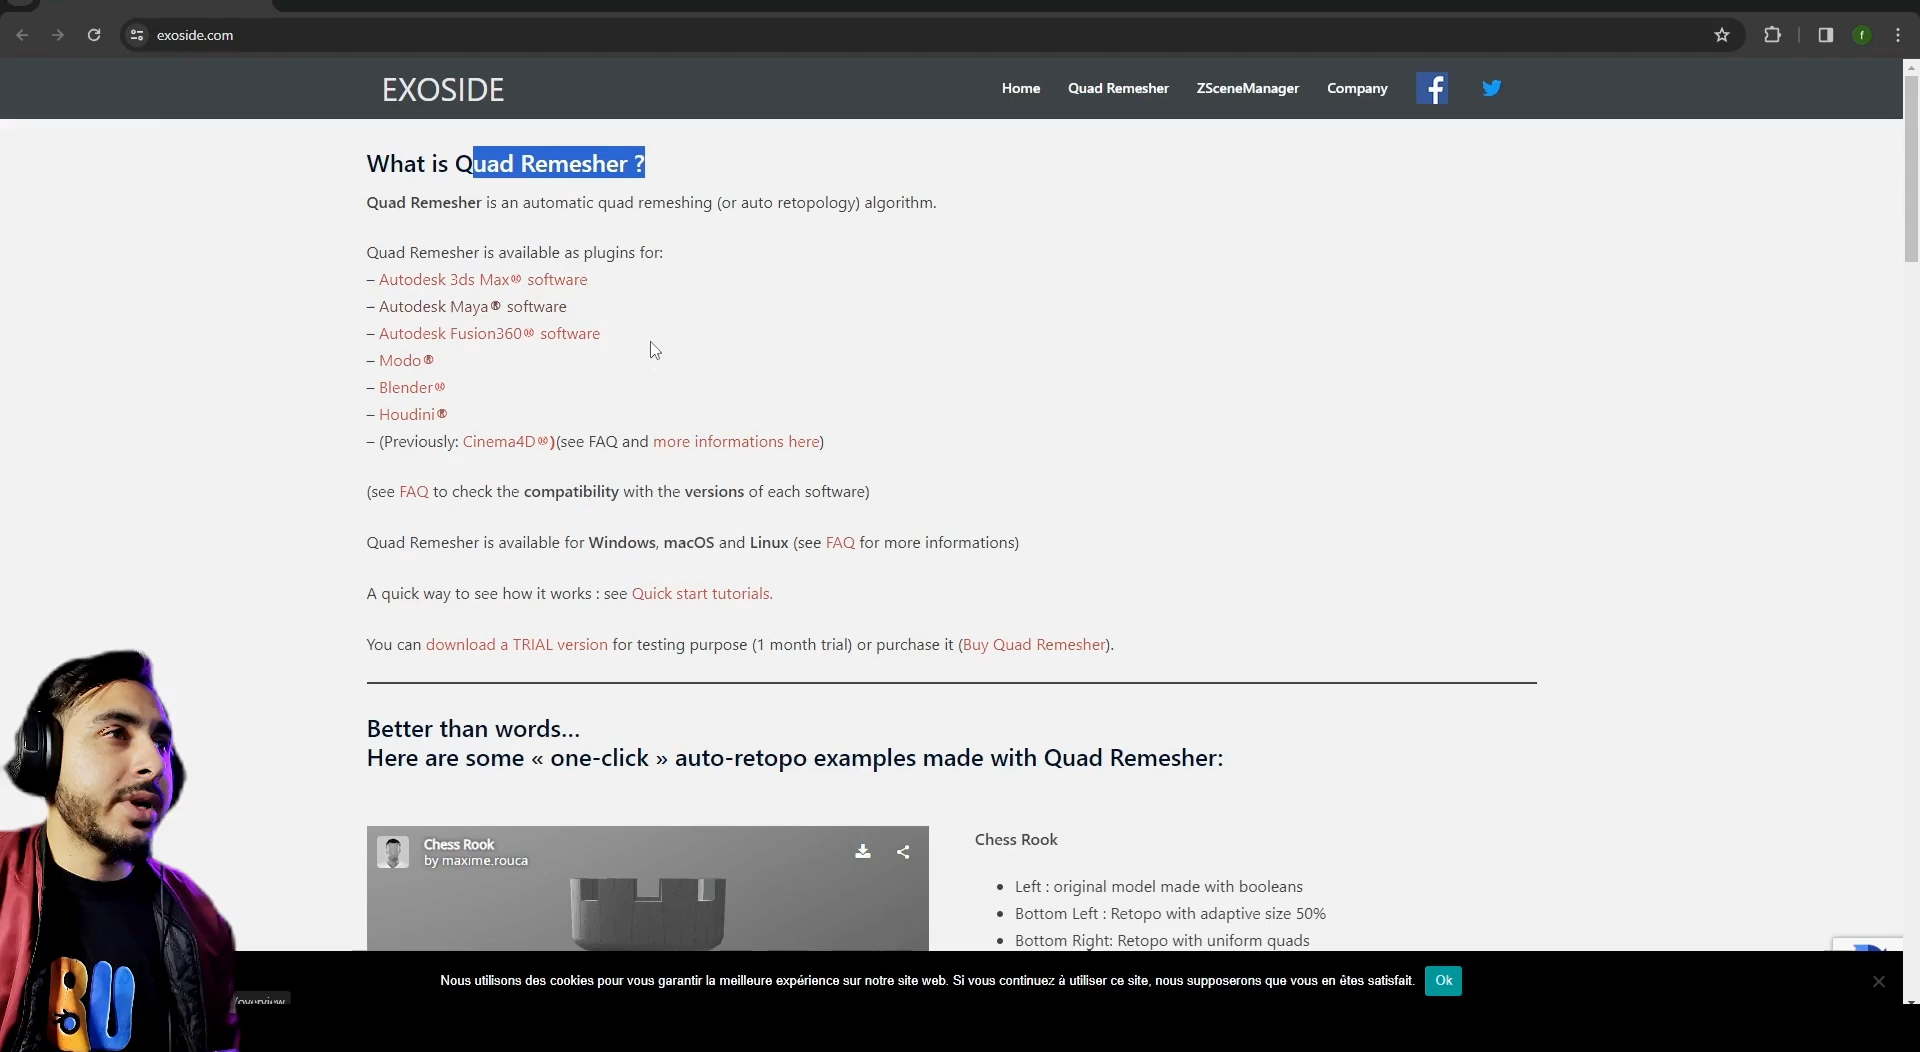 exoside.com
f
EXOSIDE
Home
Quad Remesher
ZSceneManager
Company
What is Quad Remesher ?
Quad Remesher is an automatic quad remeshing (or auto retopology) algorithm.
Quad Remesher is available as plugins for:
– Autodesk 3ds Max® software
– Autodesk Maya® software
– Autodesk Fusion360® software
– Modo®
– Blender®
– Houdini®
– (Previously: Cinema4D®)(see FAQ and more informations here)
(see FAQ to check the compatibility with the versions of each software)
Quad Remesher is available for Windows, macOS and Linux (see FAQ for more informations)
A quick way to see how it works : see Quick start tutorials.
You can download a TRIAL version for testing purpose (1 month trial) or purchase it (Buy Quad Remesher).
Better than words...
Here are some « one-click » auto-retopo examples made with Quad Remesher:
Chess Rook
by maxime.rouca
Chess Rook
Left : original model made with booleans
Bottom Left : Retopo with adaptive size 50%
Bottom Right: Retopo with uniform quads
Nous utilisons des cookies pour vous garantir la meilleure expérience sur notre site web. Si vous continuez à utiliser ce site, nous supposerons que vous en êtes satisfait.
Ok
/overview
BU